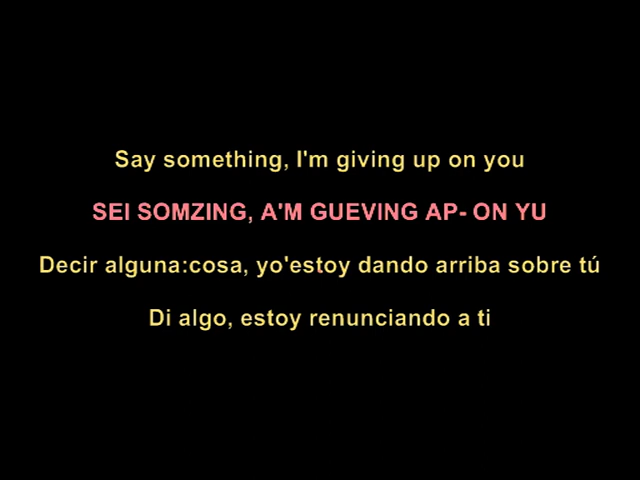 Say something, I'm giving up on you
SEI SOMZING, A'M GUEVING AP- ON YU
Decir alguna:cosa, yo'estoy dando arriba sobre tú
Di algo, estoy renunciando a ti